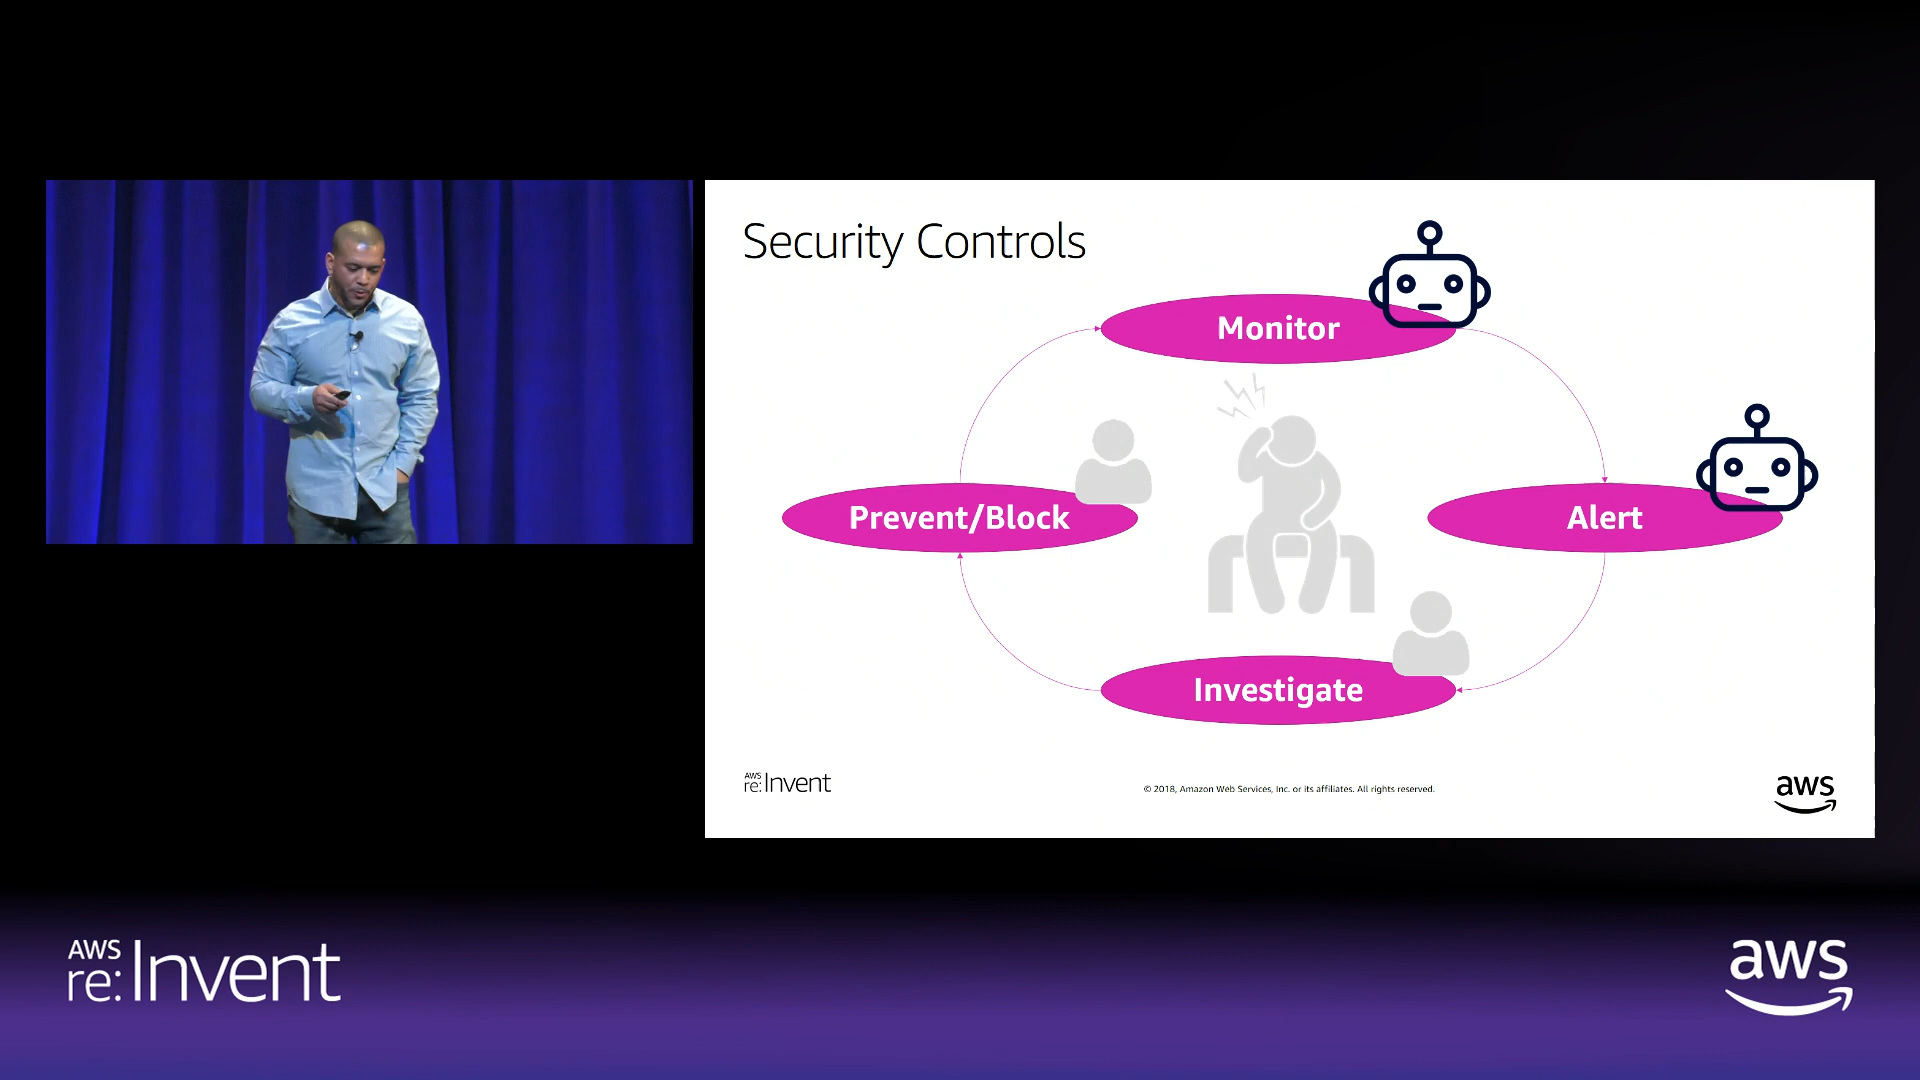 Security Controls
Monitor
Prevent/Block
Alert
Investigate
AWS
re:Invent
© 2018, Amazon Web Services, Inc. or its affiliates. All rights reserved.
aws
AWS
re:Invent
aws